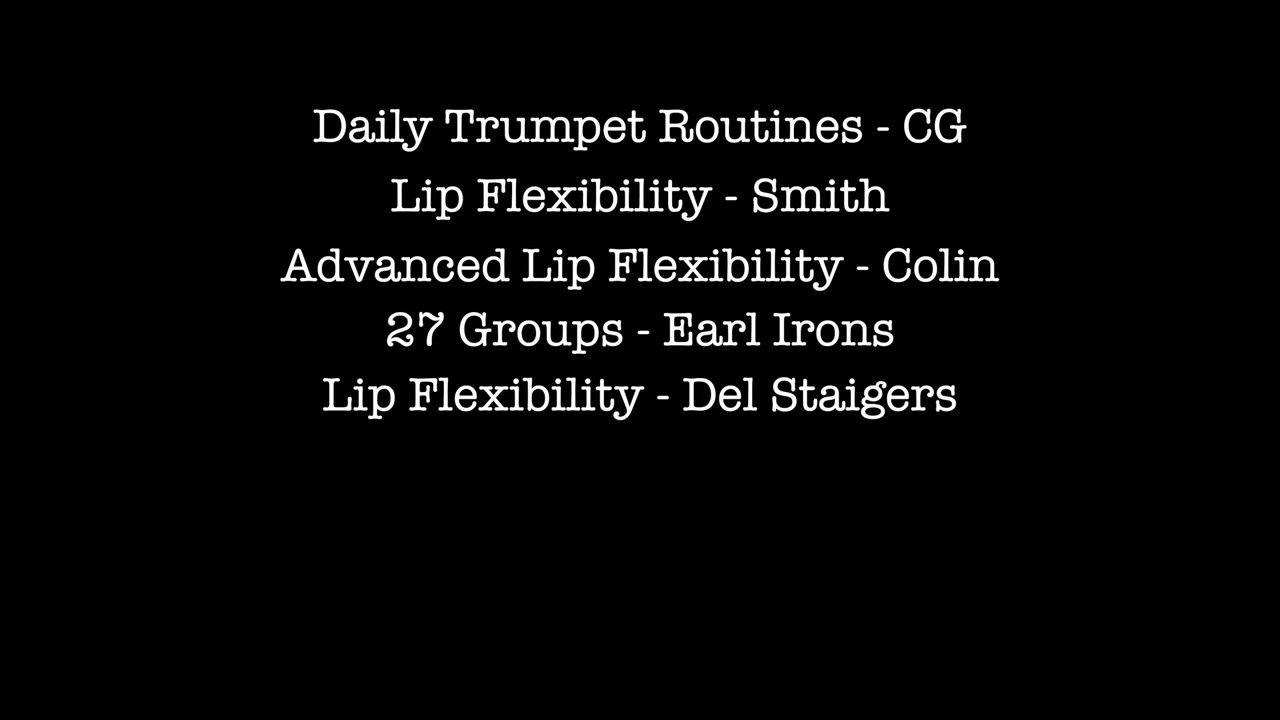 Daily Trumpet Routines - CG
Lip Flexibility - Smith
Advanced Lip Flexibility - Colin
27 Groups - Earl Irons
Lip Flexibility - Del Staigers